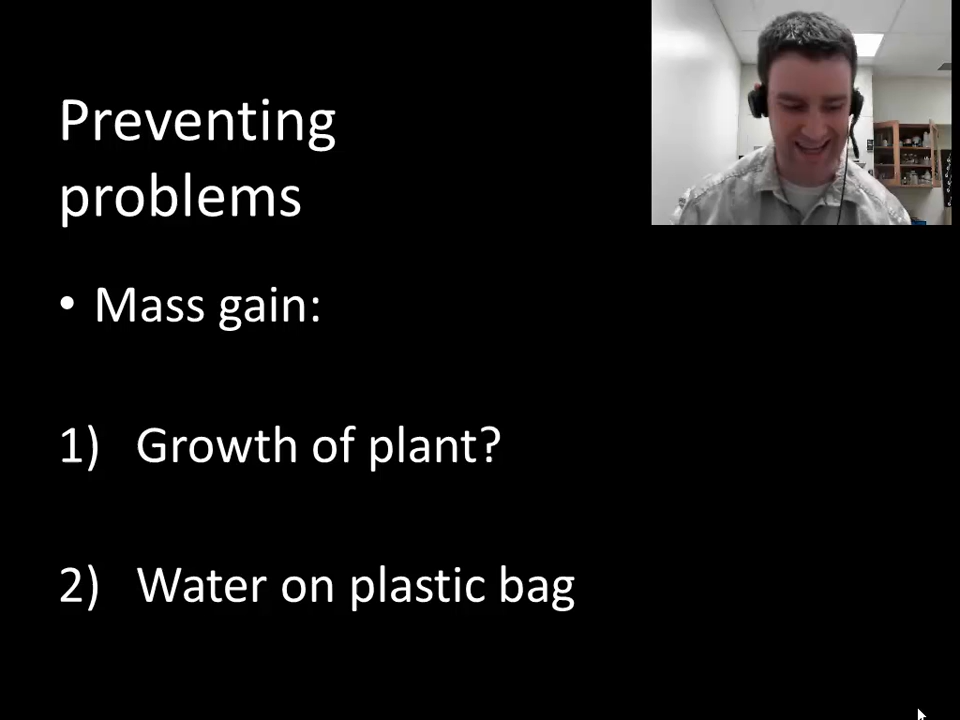 Preventing
problems
• Mass gain:
1) Growth of plant?
2) Water on plastic bag